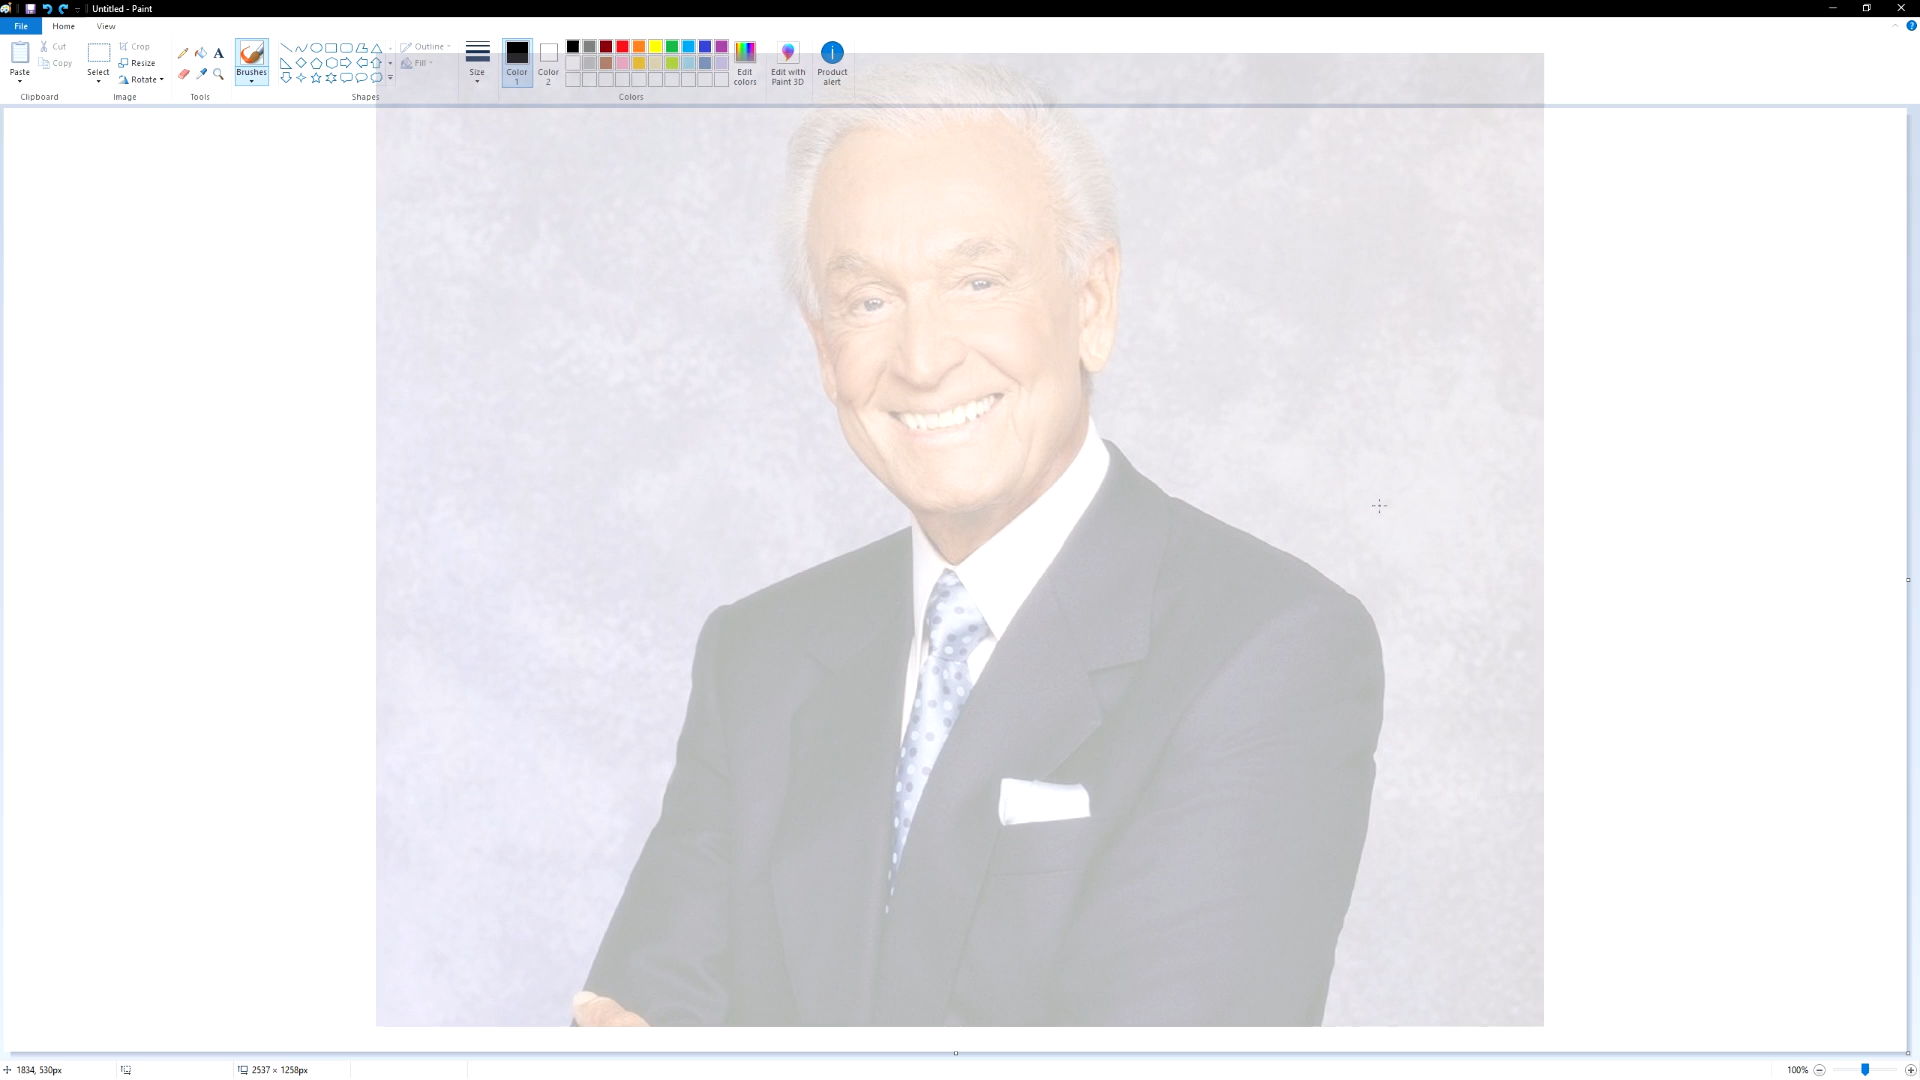 Untitled - Paint
File Home View
Paste
Cut
Copy
Clipboard
Select
Crop
Resize
Rotate
Image
A
Tools
Brushes
Outline
Fill
Shapes
Size
Color 1
Color 2
Edit colors
Colors
Edit with Paint 3D
Product alert
1834, 530px
2537 × 1258px
100%